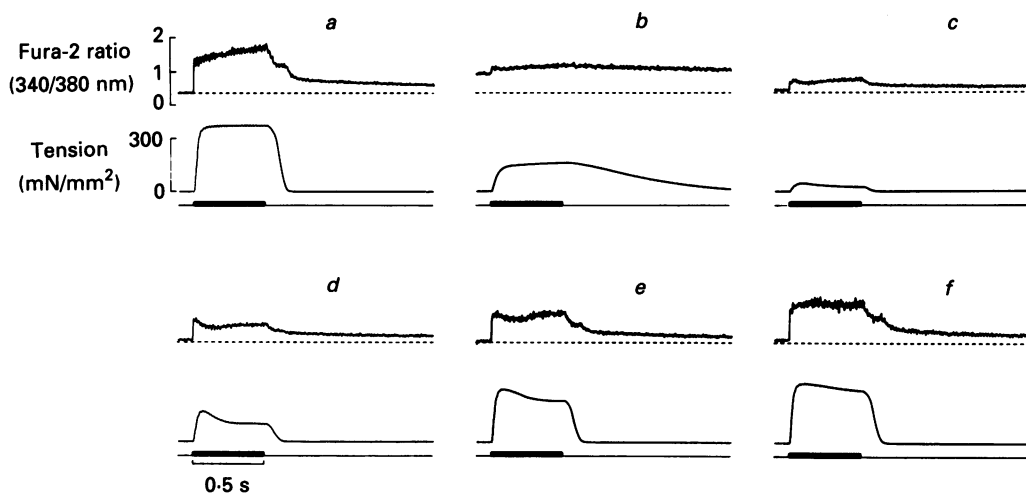 a
b
c
Fura-2 ratio
(340/380 nm)
2
1
0
Tension
(mN/mm²)
300
0
d
e
f
0·5 s